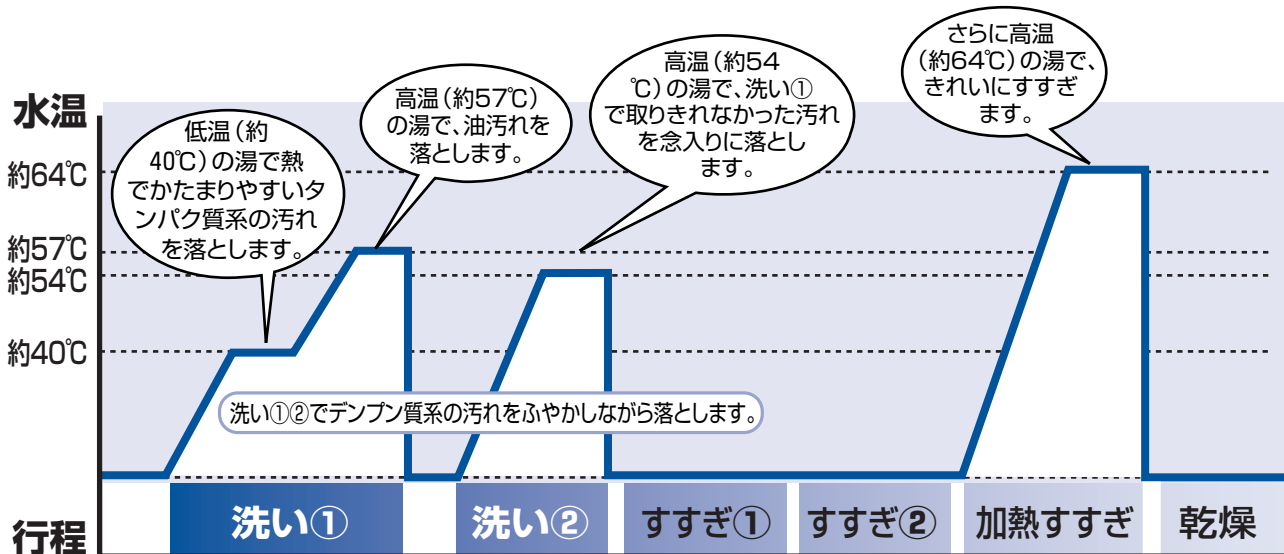 水温
低温（約
40℃）の湯で熱
でかたまりやすいタ
ンパク質系の汚れ
を落とします。
高温（約57℃）
の湯で、油汚れを
落とします。
高温（約54
℃）の湯で、洗い①
で取りきれなかった汚れ
を念入りに落とし
ます。
さらに高温
（約64℃）の湯で、
きれいにすすぎ
ます。
約64℃
約57℃
約54℃
約40℃
洗い①②でデンプン質系の汚れをふやかしながら落とします。
行程
洗い①
洗い②
すすぎ①
すすぎ②
加熱すすぎ
乾燥